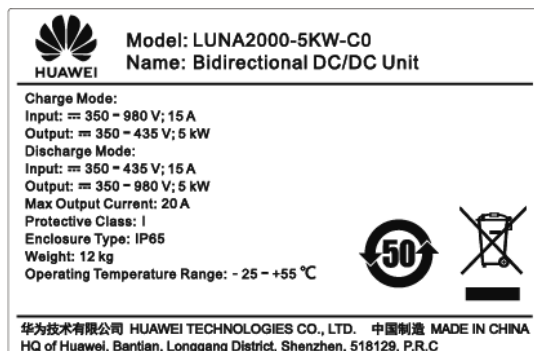 HUAWEI
Model: LUNA2000-5KW-C0
Name: Bidirectional DC/DC Unit
Charge Mode:
Input: ⎓ 350 - 980 V; 15 A
Output: ⎓ 350 - 435 V; 5 kW
Discharge Mode:
Input: ⎓ 350 - 435 V; 15 A
Output: ⎓ 350 - 980 V; 5 kW
Max Output Current: 20 A
Protective Class: I
Enclosure Type: IP65
Weight: 12 kg
Operating Temperature Range: - 25 - +55 ℃
50
华为技术有限公司 HUAWEI TECHNOLOGIES CO., LTD. 中国制造 MADE IN CHINA
HQ of Huawei, Bantian, Longgang District, Shenzhen, 518129, P.R.C